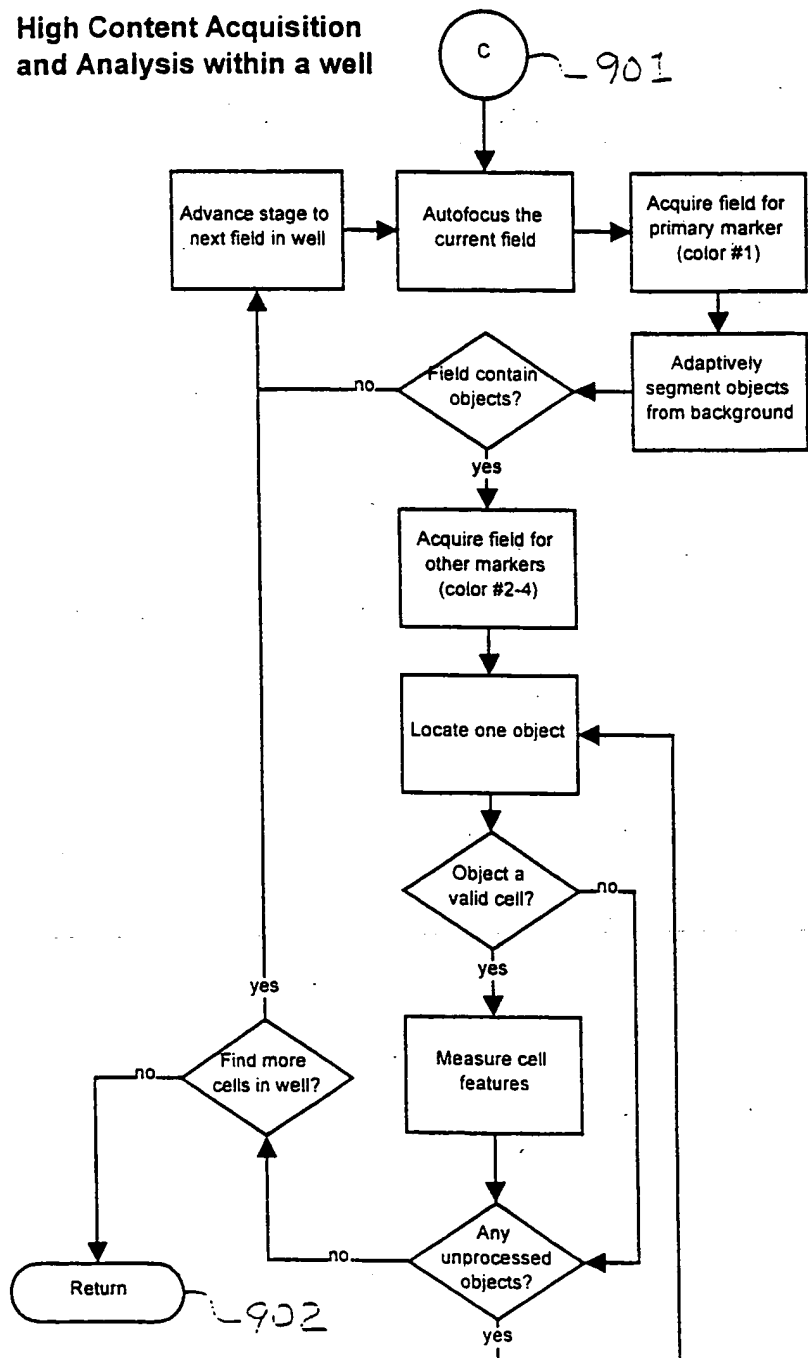 High Content Acquisition
and Analysis within a well
C
901
Advance stage to
next field in well
Autofocus the
current field
Acquire field for
primary marker
(color #1)
Adaptively
segment objects
from background
Field contain
objects?
no
yes
Acquire field for
other markers
(color #2-4)
Locate one object
Object a
valid cell?
no
yes
Measure cell
features
yes
Find more
cells in well?
no
Any
unprocessed
objects?
no
yes
Return
902